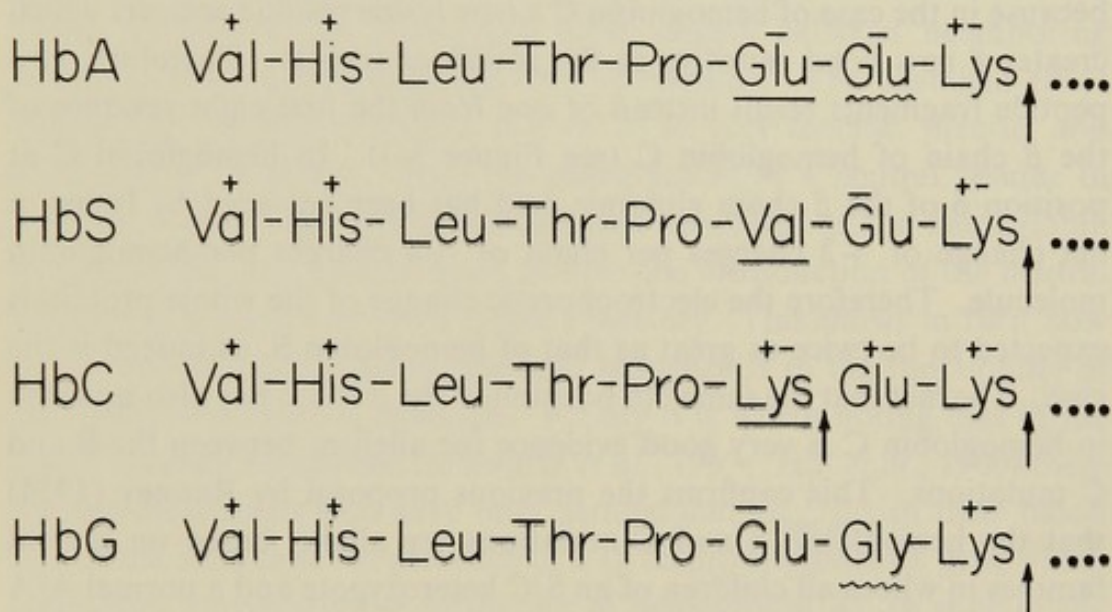 + + +-
HbA Val-His-Leu-Thr-Pro-Glu-Glu-Lys ....
+ + - +-
HbS Val-His-Leu-Thr-Pro-Val-Glu-Lys ....
+ + +- +- +-
HbC Val-His-Leu-Thr-Pro-Lys Glu-Lys ....
+ + - +-
HbG Val-His-Leu-Thr-Pro-Glu-Gly-Lys ....